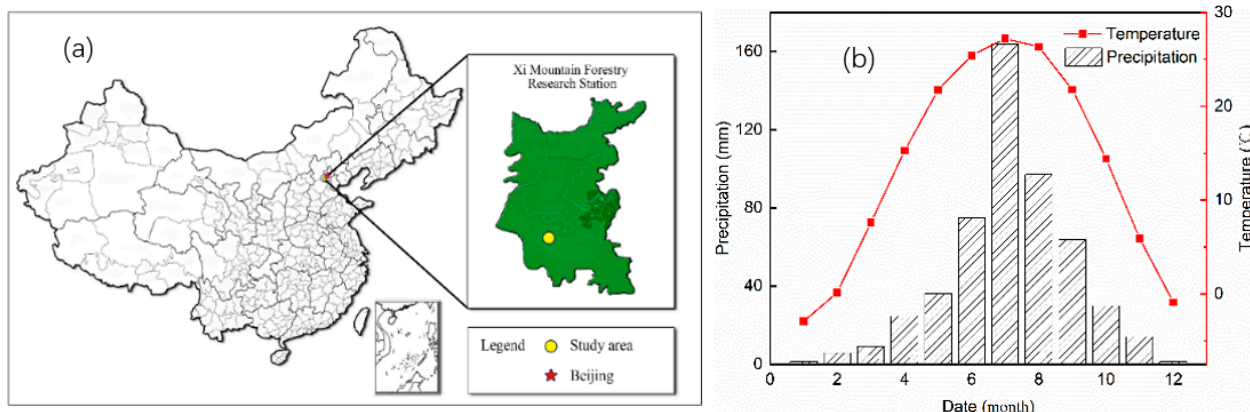 (a)
Xi Mountain Forestry
Research Station
Legend
Study area
Beijing
(b)
Temperature
Precipitation
Precipitation (mm)
160
120
80
40
0
Temperature (℃)
30
20
10
0
0 2 4 6 8 10 12
Date (month)